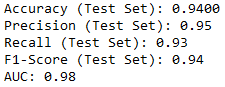 Accuracy (Test Set): 0.9400
Precision (Test Set): 0.95
Recall (Test Set): 0.93
F1-Score (Test Set): 0.94
AUC: 0.98